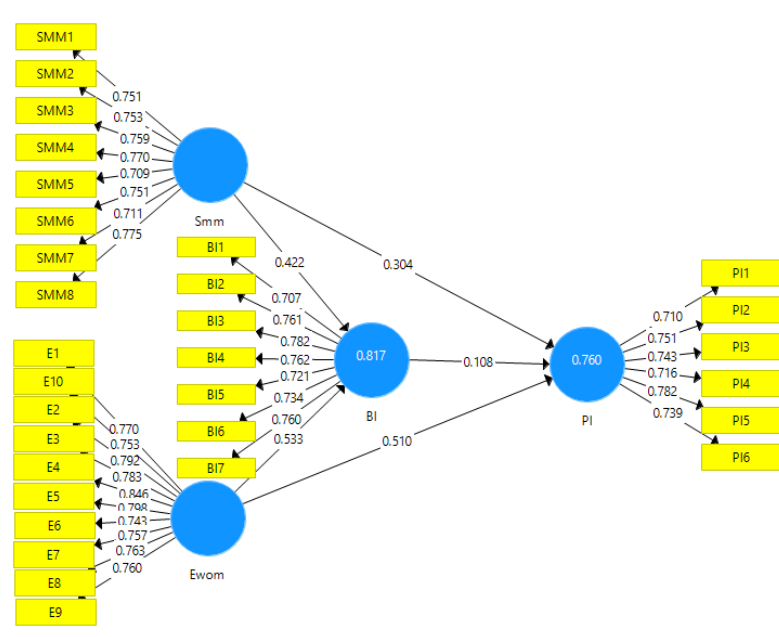 SMM1
SMM2
SMM3
SMM4
SMM5
SMM6
SMM7
SMM8
0.751
0.753
0.759
0.770
0.709
0.751
0.711
0.775
Smm
0.422
0.304
BI1
BI2
BI3
BI4
BI5
BI6
BI7
0.707
0.761
0.782
0.762
0.721
0.734
0.760
0.533
0.817
BI
0.108
0.510
0.760
PI
0.710
0.751
0.743
0.716
0.782
0.739
PI1
PI2
PI3
PI4
PI5
PI6
E1
E10
E2
E3
E4
E5
E6
E7
E8
E9
0.770
0.753
0.792
0.783
0.846
0.798
0.743
0.757
0.763
0.760
Ewom